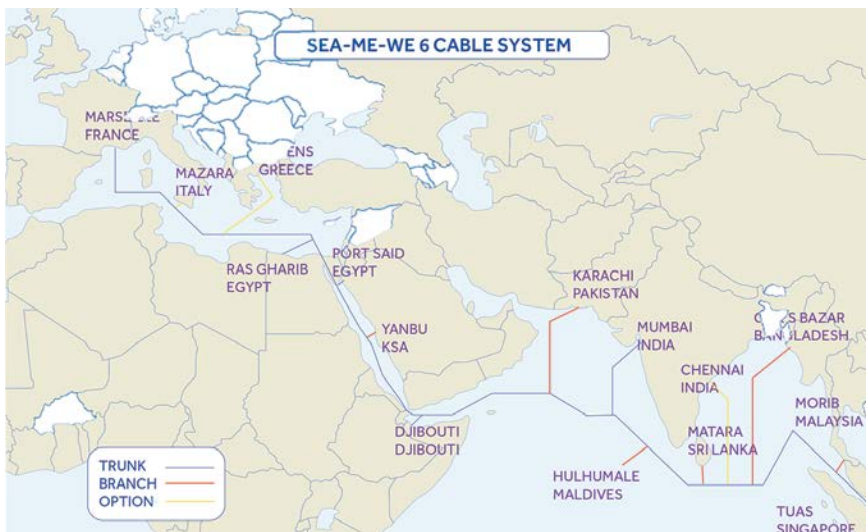 SEA-ME-WE 6 CABLE SYSTEM
FRANCE
MAZARA
ITALY
GREECE
RAS GHARIB
EGYPT
PORT SAID
EGYPT
YANBU
KSA
DJIBOUTI
DJIBOUTI
KARACHI
PAKISTAN
MUMBAI
INDIA
BAZAR
CHENNAI
INDIA
MATARA
SRI LANKA
HULHUMALE
MALDIVES
MORIB
MALAYSIA
TUAS
SINGAPORE
TRUNK
BRANCH
OPTION